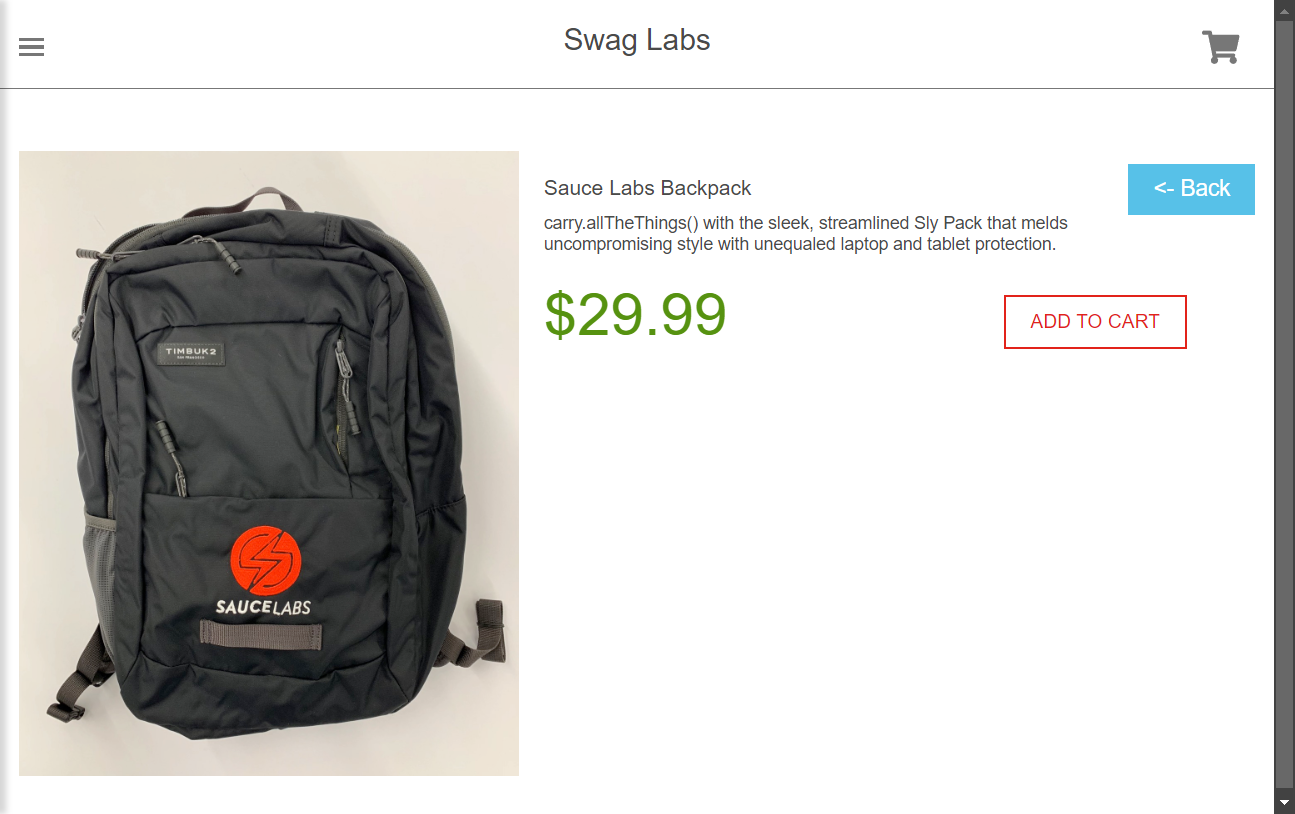 Swag Labs
Sauce Labs Backpack
<- Back
carry.allTheThings() with the sleek, streamlined Sly Pack that melds
uncompromising style with unequaled laptop and tablet protection.
$29.99
ADD TO CART
TIMBUK2
SAUCELABS